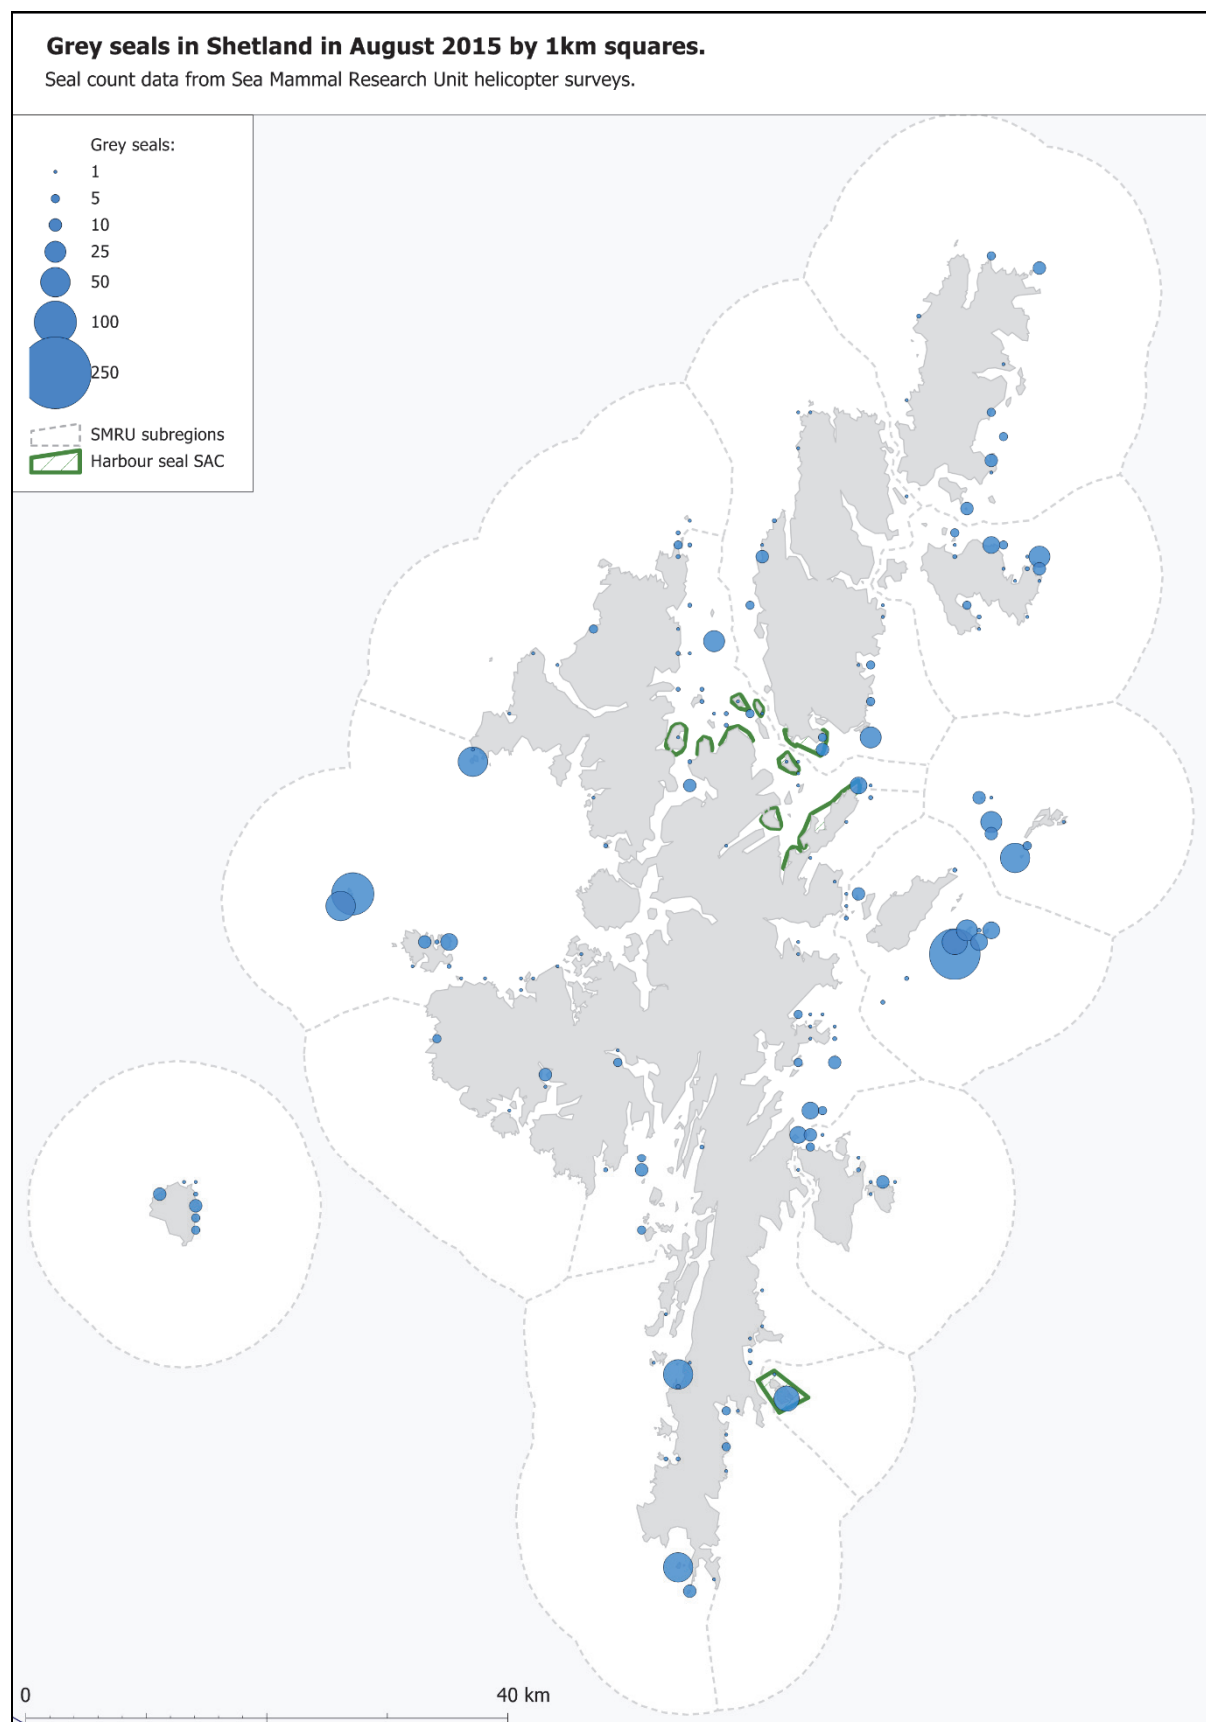 Grey seals in Shetland in August 2015 by 1km squares.
Seal count data from Sea Mammal Research Unit helicopter surveys.
Grey seals:
1
5
10
25
50
100
250
SMRU subregions
Harbour seal SAC
0 40 km